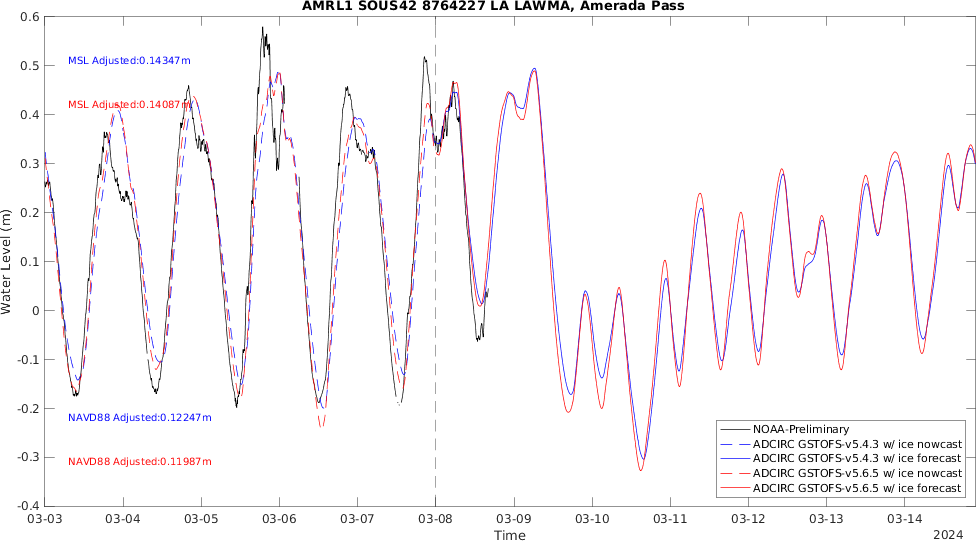 AMRL1 SOUS42 8764227 LA LAWMA, Amerada Pass
0.6
0.5
0.4
0.3
0.2
0.1
0
-0.1
-0.2
-0.3
-0.4
Water Level (m)
MSL Adjusted:0.14347m
MSL Adjusted:0.14087m
NAVD88 Adjusted:0.12247m
NAVD88 Adjusted:0.11987m
NOAA-Preliminary
ADCIRC GSTOFS-v5.4.3 w/ ice nowcast
ADCIRC GSTOFS-v5.4.3 w/ ice forecast
ADCIRC GSTOFS-v5.6.5 w/ ice nowcast
ADCIRC GSTOFS-v5.6.5 w/ ice forecast
03-03 03-04 03-05 03-06 03-07 03-08 03-09 03-10 03-11 03-12 03-13 03-14
Time
2024